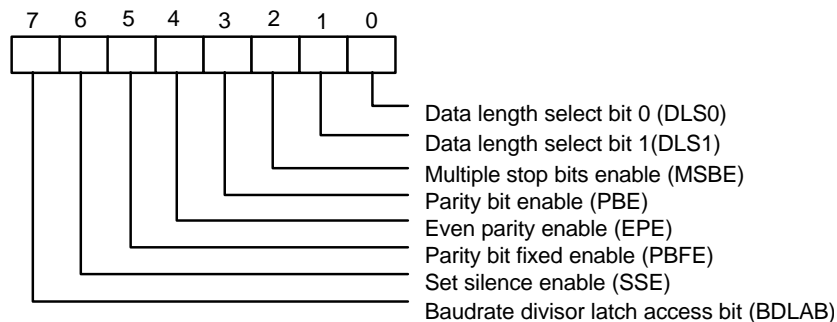 7 6 5 4 3 2 1 0
Data length select bit 0 (DLS0)
Data length select bit 1(DLS1)
Multiple stop bits enable (MSBE)
Parity bit enable (PBE)
Even parity enable (EPE)
Parity bit fixed enable (PBFE)
Set silence enable (SSE)
Baudrate divisor latch access bit (BDLAB)